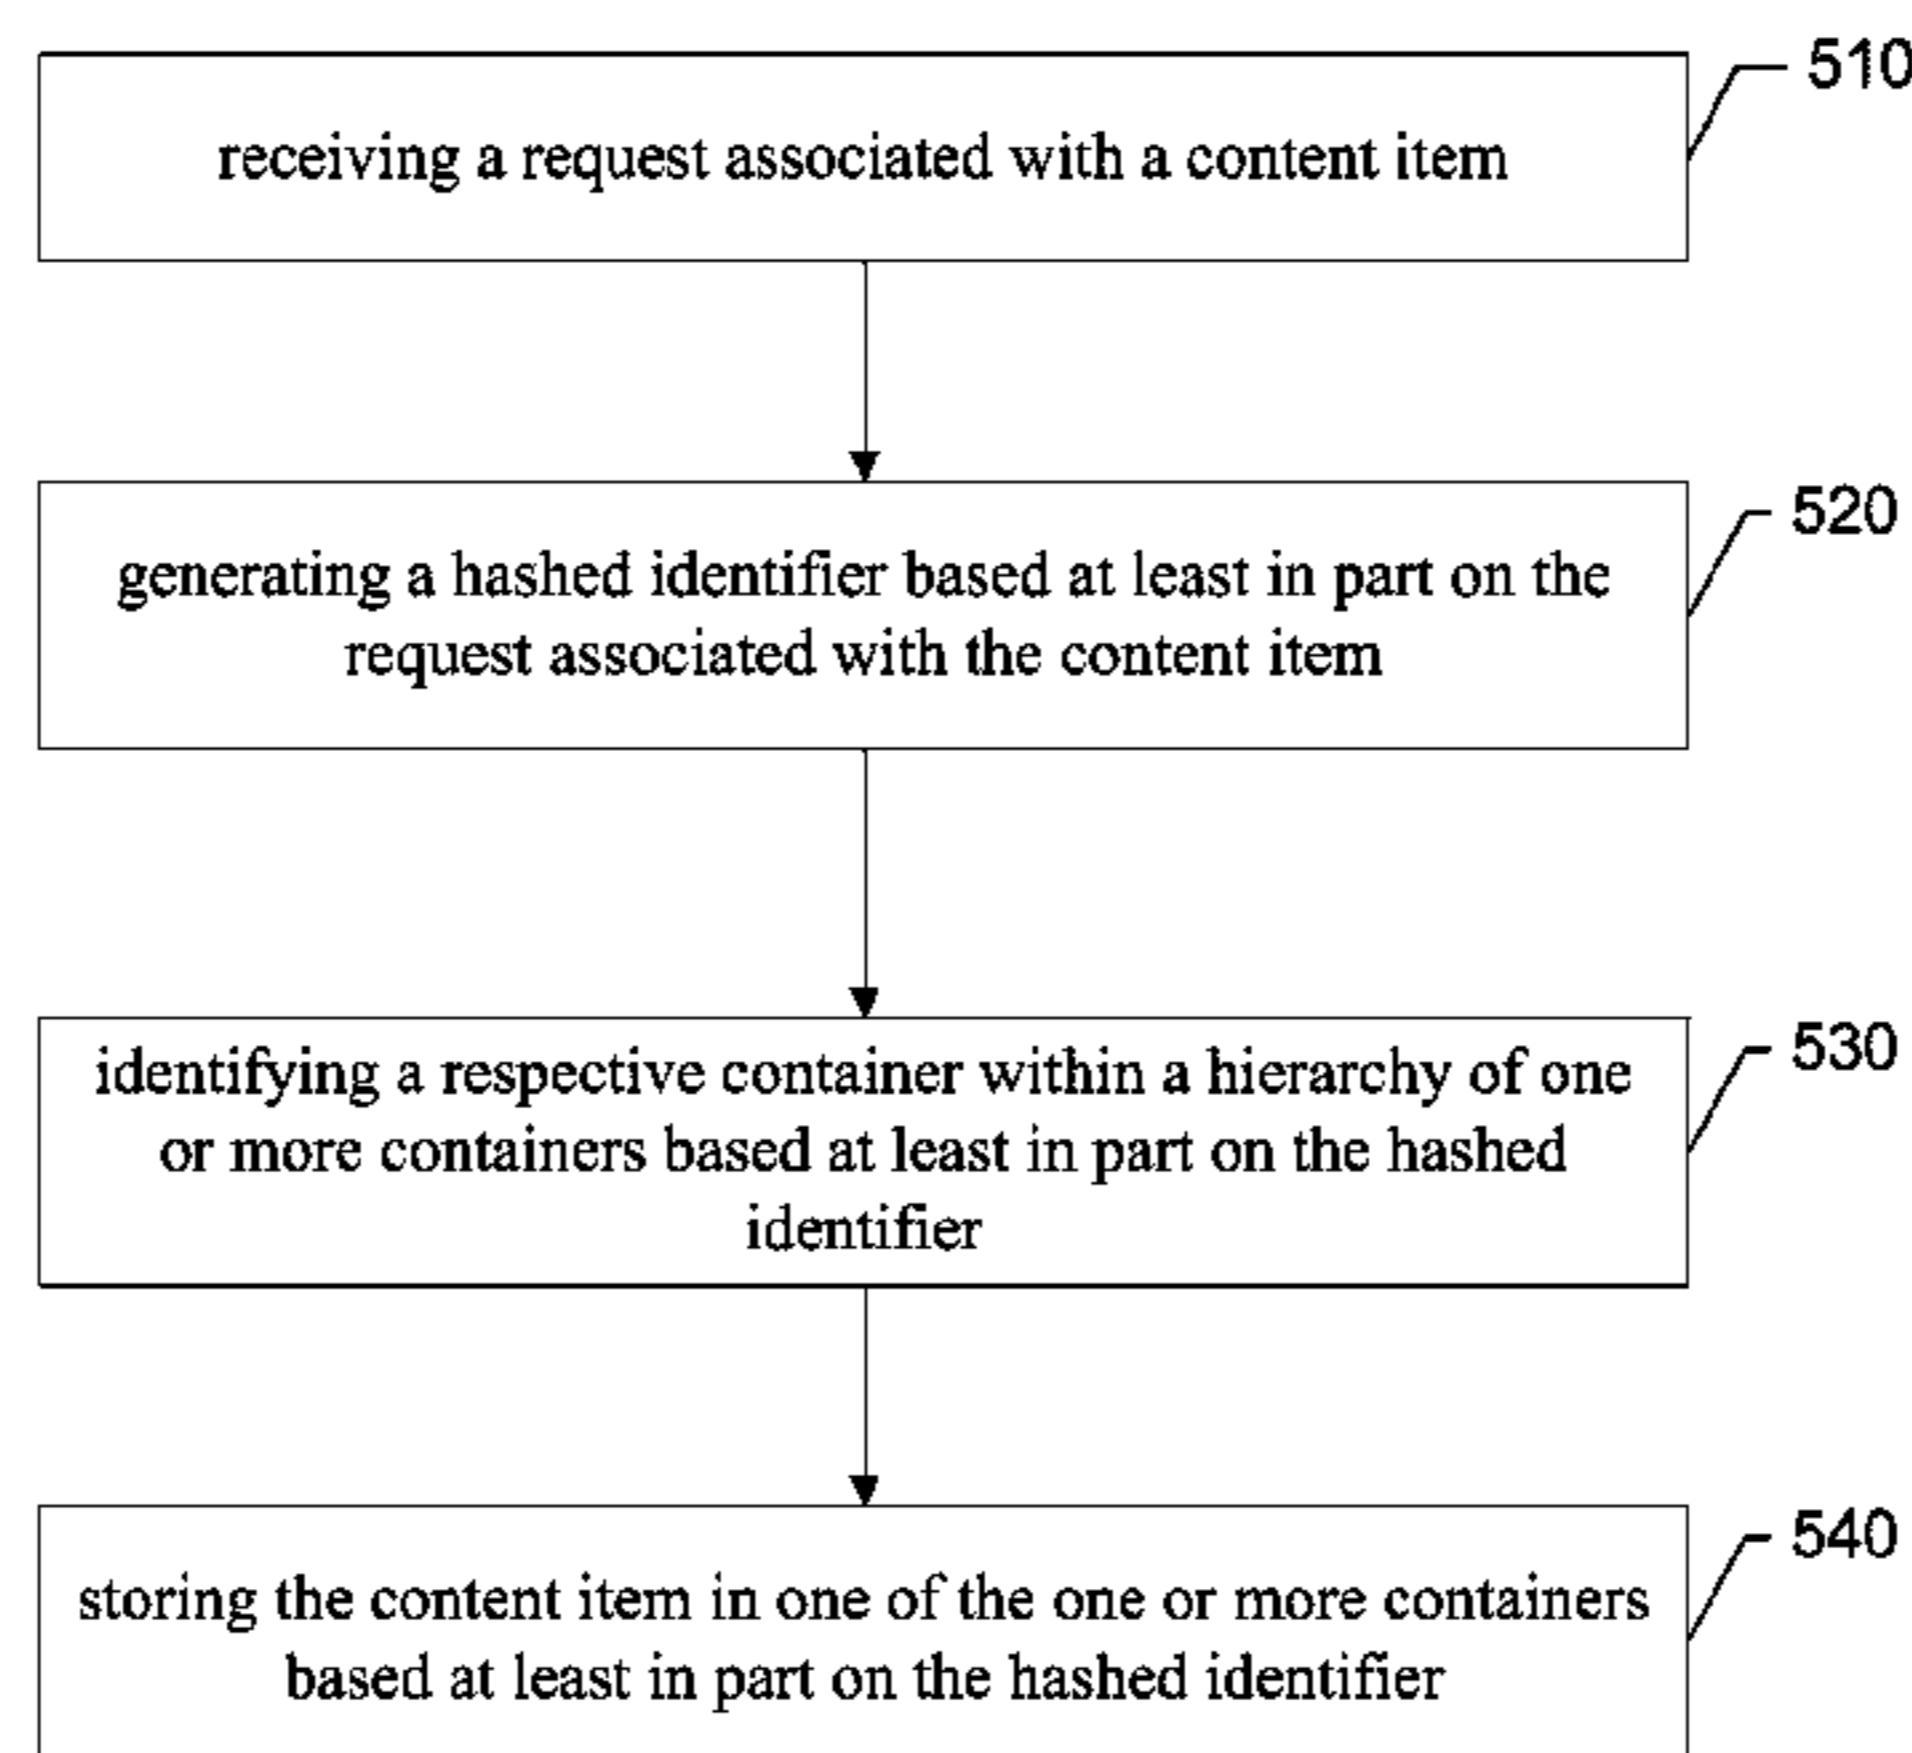 510
receiving a request associated with a content item
520
generating a hashed identifier based at least in part on the
request associated with the content item
530
identifying a respective container within a hierarchy of one
or more containers based at least in part on the hashed
identifier
540
storing the content item in one of the one or more containers
based at least in part on the hashed identifier